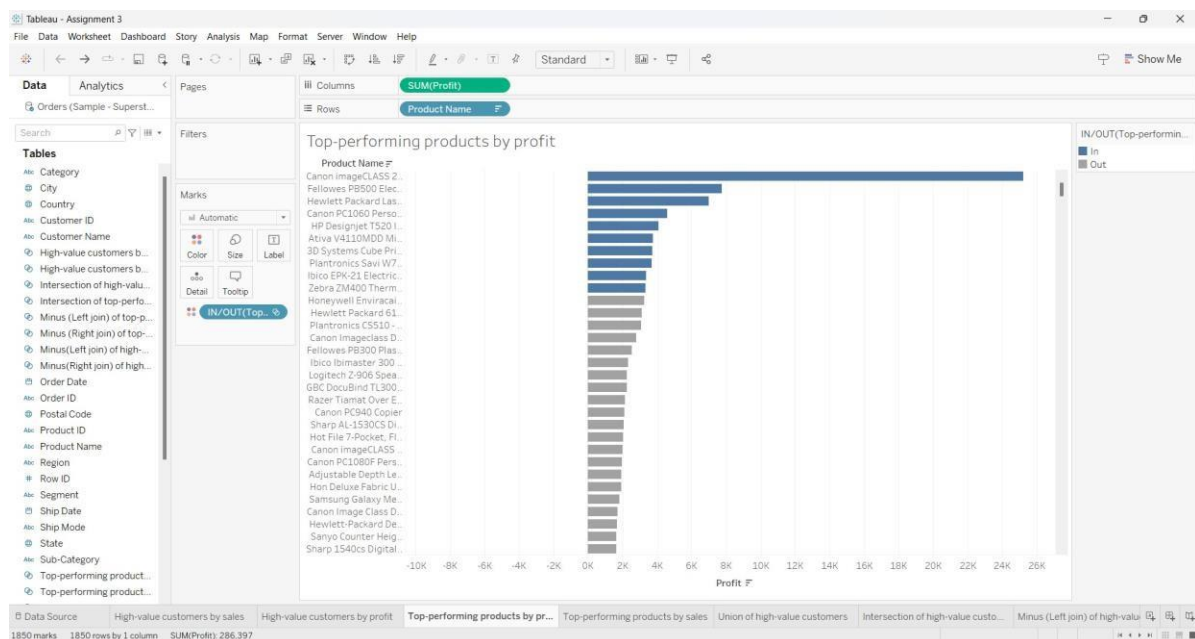 Tableau - Assignment 3
File Data Worksheet Dashboard Story Analysis Map Format Server Window Help
Standard
Show Me
Data Analytics
Orders (Sample - Superst...
Search
Tables
Abc Category
City
Country
Abc Customer ID
Abc Customer Name
High-value customers b...
High-value customers b...
Intersection of high-valu...
Intersection of top-perfo...
Minus (Left join) of top-p...
Minus (Right join) of top-...
Minus(Left join) of high-...
Minus(Right join) of high...
Order Date
Abc Order ID
Postal Code
Abc Product ID
Abc Product Name
Abc Region
# Row ID
Abc Segment
Ship Date
Abc Ship Mode
State
Abc Sub-Category
Top-performing product...
Top-performing product...
Pages
Filters
Marks
Automatic
Color Size Label
Detail Tooltip
IN/OUT(Top..
Columns SUM(Profit)
Rows Product Name
Top-performing products by profit
Product Name
Canon imageCLASS 2..
Fellowes PB500 Elec..
Hewlett Packard Las..
Canon PC1060 Perso..
HP Designjet T520 I..
Ativa V4110MDD Mi..
3D Systems Cube Pri..
Plantronics Savi W7..
Ibico EPK-21 Electric..
Zebra ZM400 Therm..
Honeywell Enviracai..
Hewlett Packard 61..
Plantronics CS510 - ..
Canon Imageclass D..
Fellowes PB300 Plas..
Ibico Ibimaster 300 ..
Logitech Z-906 Spea..
GBC DocuBind TL300..
Razer Tiamat Over E..
Canon PC940 Copier
Sharp AL-1530CS Di..
Hot File 7-Pocket, Fl..
Canon imageCLASS ..
Canon PC1080F Pers..
Adjustable Depth Le..
Hon Deluxe Fabric U..
Samsung Galaxy Me..
Canon Image Class D..
Hewlett-Packard De..
Sanyo Counter Heig..
Sharp 1540cs Digital..
-10K -8K -6K -4K -2K 0K 2K 4K 6K 8K 10K 12K 14K 16K 18K 20K 22K 24K 26K
Profit
IN/OUT(Top-performin...
In
Out
Data Source High-value customers by sales High-value customers by profit Top-performing products by pr... Top-performing products by sales Union of high-value customers Intersection of high-value custo... Minus (Left join) of high-valu
1850 marks 1850 rows by 1 column SUM(Profit): 286,397